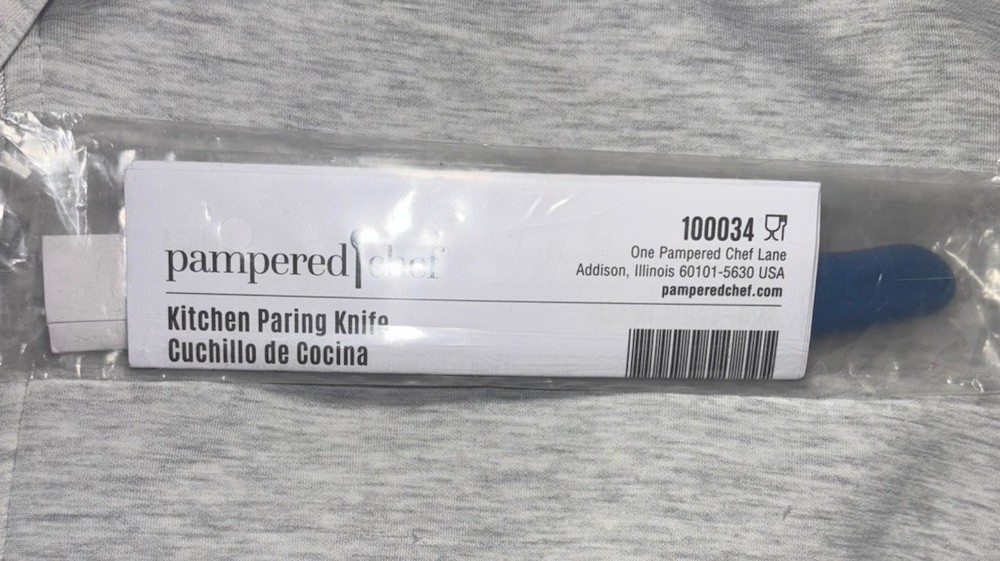 pampered chef
Kitchen Paring Knife
Cuchillo de Cocina
100034
One Pampered Chef Lane
Addison, Illinois 60101-5630 USA
pamperedchef.com